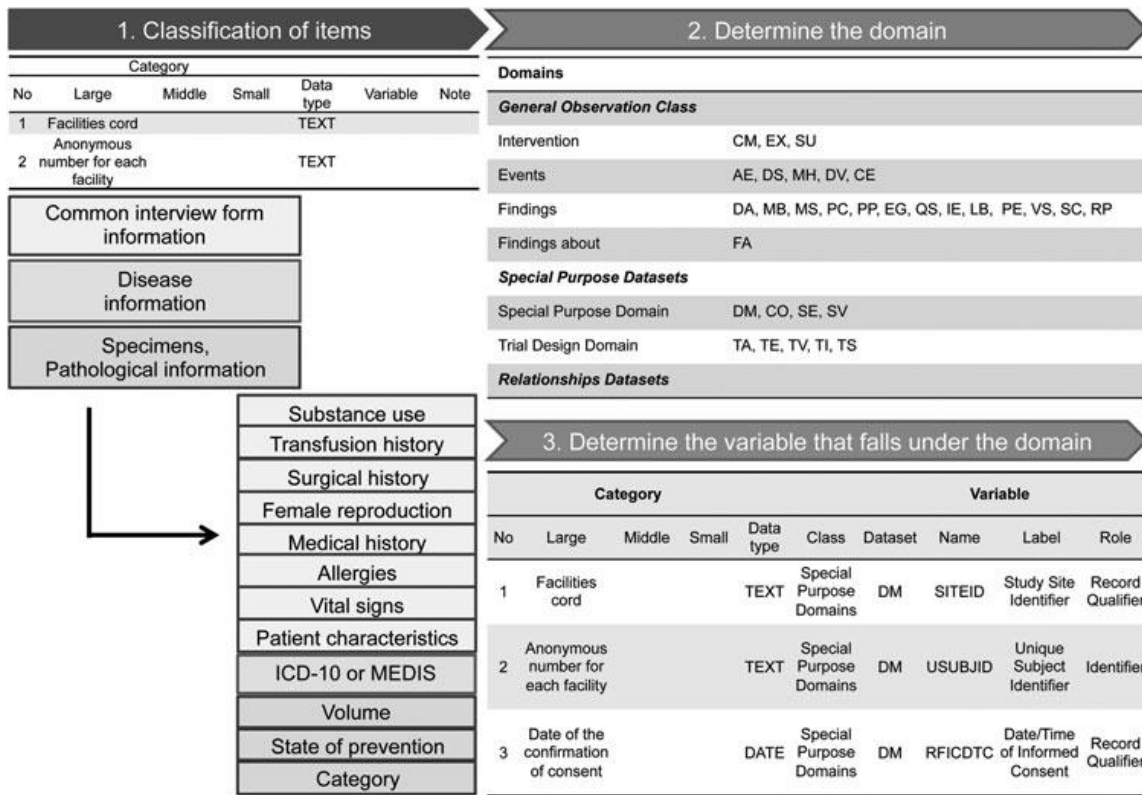 1. Classification of items
Category
No Large Middle Small Data type Variable Note
1 Facilities cord TEXT
2 Anonymous number for each facility TEXT
Common interview form
information
Disease
information
Specimens,
Pathological information
Substance use
Transfusion history
Surgical history
Female reproduction
Medical history
Allergies
Vital signs
Patient characteristics
ICD-10 or MEDIS
Volume
State of prevention
Category
2. Determine the domain
Domains
General Observation Class
Intervention CM, EX, SU
Events AE, DS, MH, DV, CE
Findings DA, MB, MS, PC, PP, EG, QS, IE, LB, PE, VS, SC, RP
Findings about FA
Special Purpose Datasets
Special Purpose Domain DM, CO, SE, SV
Trial Design Domain TA, TE, TV, TI, TS
Relationships Datasets
3. Determine the variable that falls under the domain
Category Variable
No Large Middle Small Data type Class Dataset Name Label Role
1 Facilities cord TEXT Special Purpose Domains DM SITEID Study Site Identifier Record Qualifier
2 Anonymous number for each facility TEXT Special Purpose Domains DM USUBJID Unique Subject Identifier Identifier
3 Date of the confirmation of consent DATE Special Purpose Domains DM RFICDTC Date/Time of Informed Consent Record Qualifier